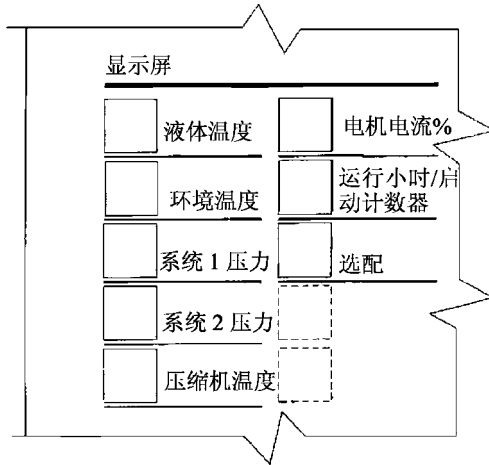 显示屏
液体温度
环境温度
系统1压力
系统2压力
压缩机温度
电机电流%
运行小时/启
动计数器
选配